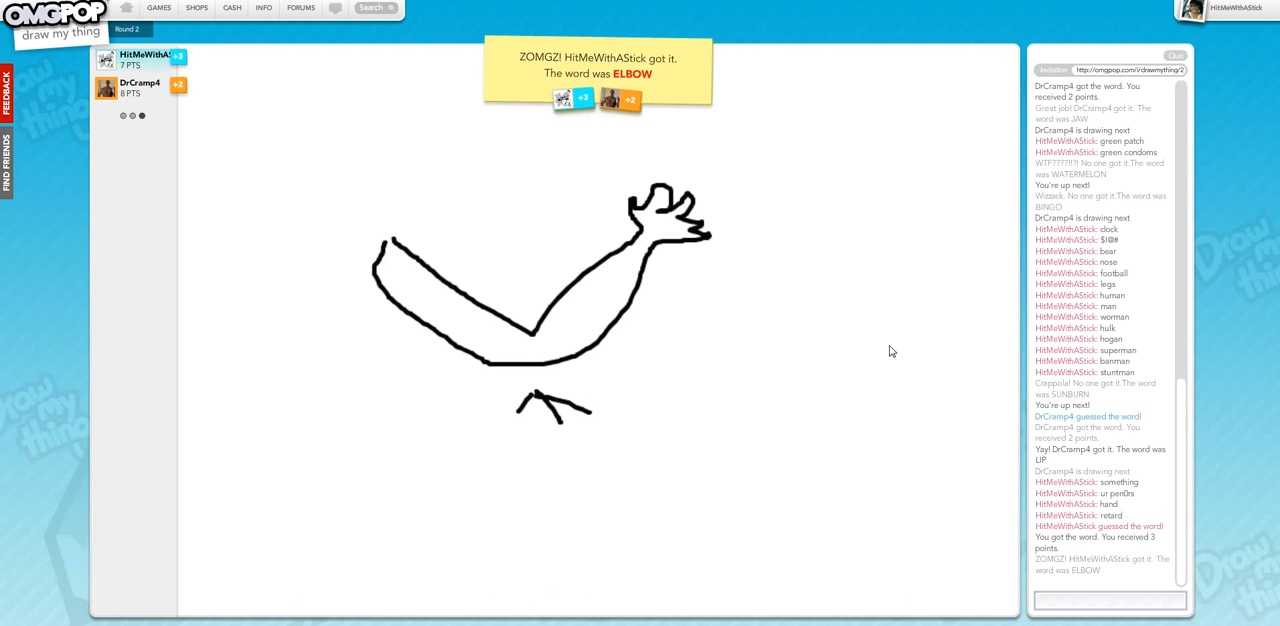 OMGPOP
GAMES SHOPS CASH INFO FORUMS Search
HitMeWithAStick
draw my thing
Round 2
FEEDBACK
FIND FRIENDS
HitMeWithAS
7 PTS
+3
DrCramp4
8 PTS
+2
ZOMGZ! HitMeWithAStick got it.
The word was ELBOW
+3 +2
Quit
Invitation http://omgpop.com/i/drawmything/2
DrCramp4 got the word. You
received 2 points.
Great job! DrCramp4 got it. The
word was JAW
DrCramp4 is drawing next
HitMeWithAStick: green patch
HitMeWithAStick: green condoms
WTF????!!?! No one got it.The word
was WATERMELON
You're up next!
Wizzack. No one got it.The word was
BINGO
DrCramp4 is drawing next
HitMeWithAStick: clock
HitMeWithAStick: $!@#
HitMeWithAStick: bear
HitMeWithAStick: nose
HitMeWithAStick: football
HitMeWithAStick: legs
HitMeWithAStick: human
HitMeWithAStick: man
HitMeWithAStick: worman
HitMeWithAStick: hulk
HitMeWithAStick: hogan
HitMeWithAStick: superman
HitMeWithAStick: banman
HitMeWithAStick: stuntman
Crappola! No one got it.The word
was SUNBURN
You're up next!
DrCramp4 guessed the word!
DrCramp4 got the word. You
received 2 points.
Yay! DrCramp4 got it. The word was
LIP
DrCramp4 is drawing next
HitMeWithAStick: something
HitMeWithAStick: ur pen0rs
HitMeWithAStick: hand
HitMeWithAStick: retard
HitMeWithAStick guessed the word!
You got the word. You received 3
points.
ZOMGZ! HitMeWithAStick got it. The
word was ELBOW
Draw my thing